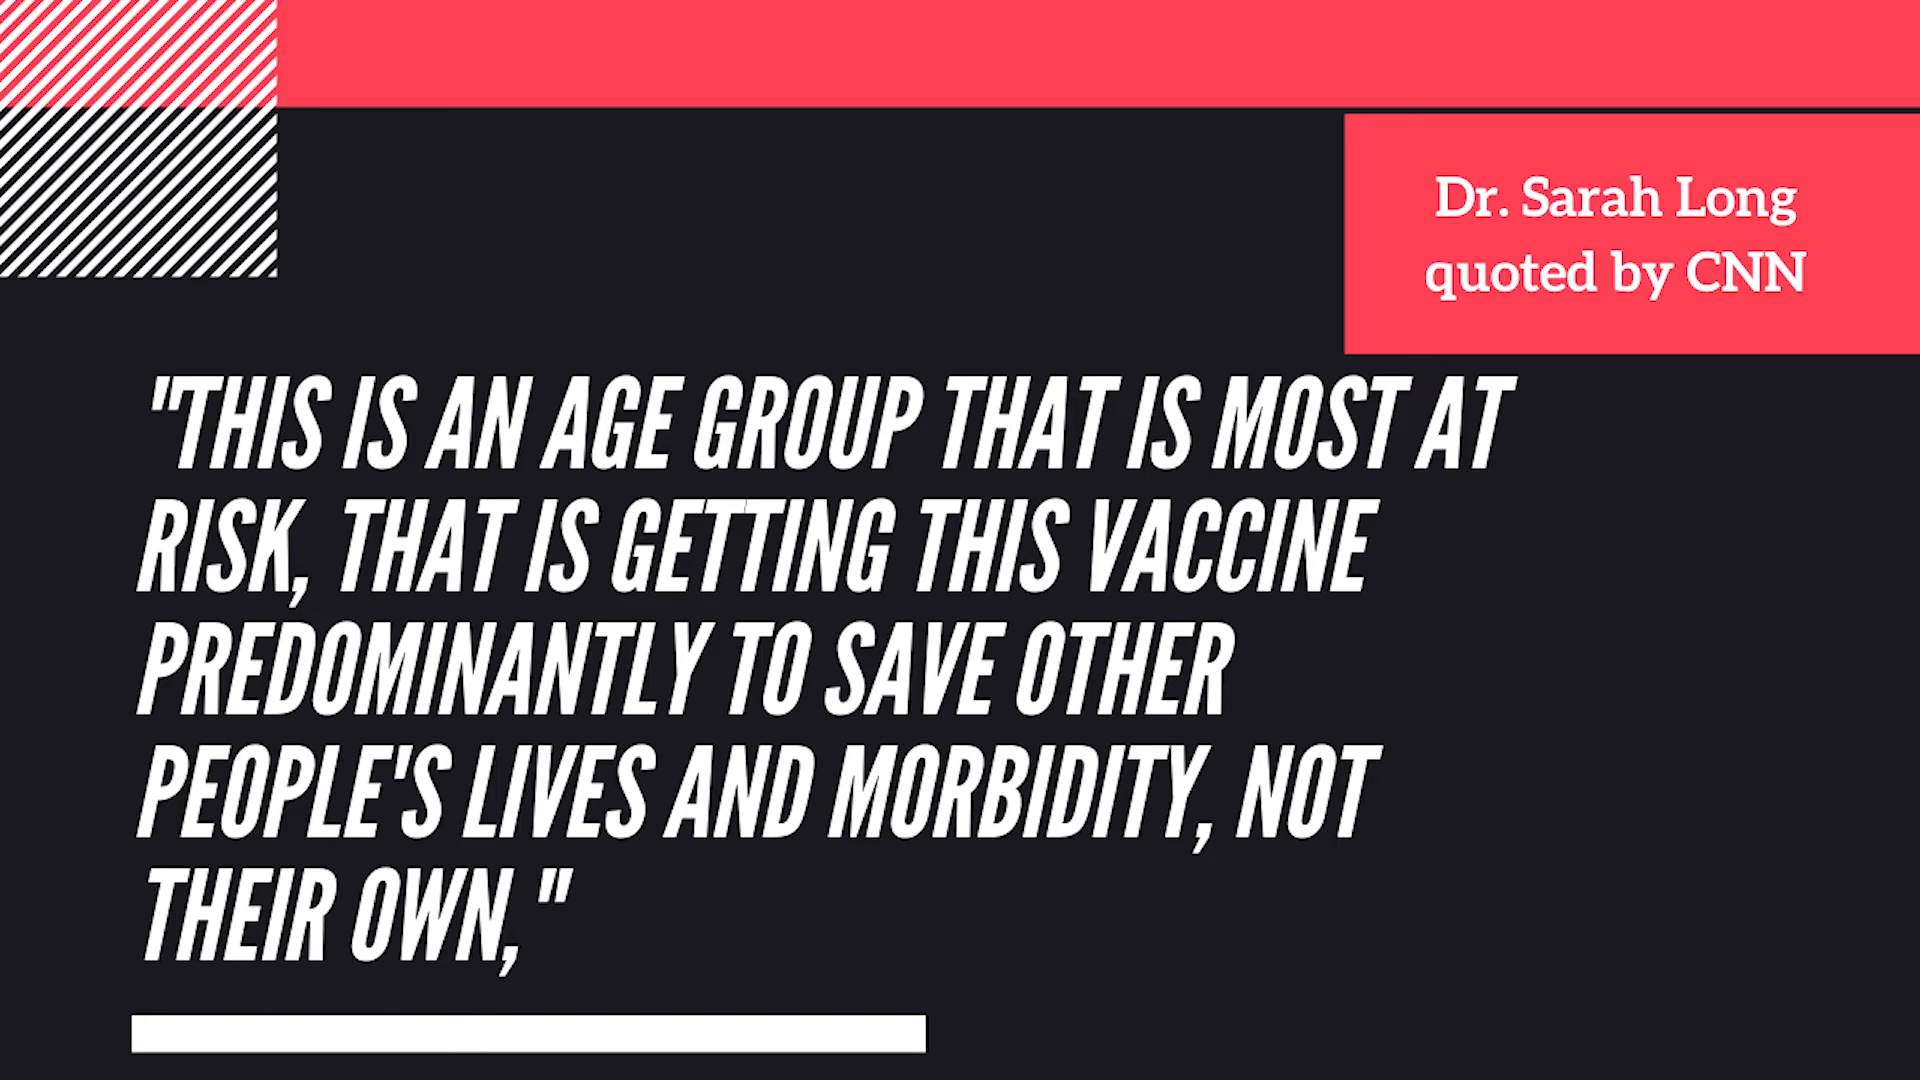 Dr. Sarah Long
quoted by CNN
"THIS IS AN AGE GROUP THAT IS MOST AT
RISK, THAT IS GETTING THIS VACCINE
PREDOMINANTLY TO SAVE OTHER
PEOPLE'S LIVES AND MORBIDITY, NOT
THEIR OWN,"